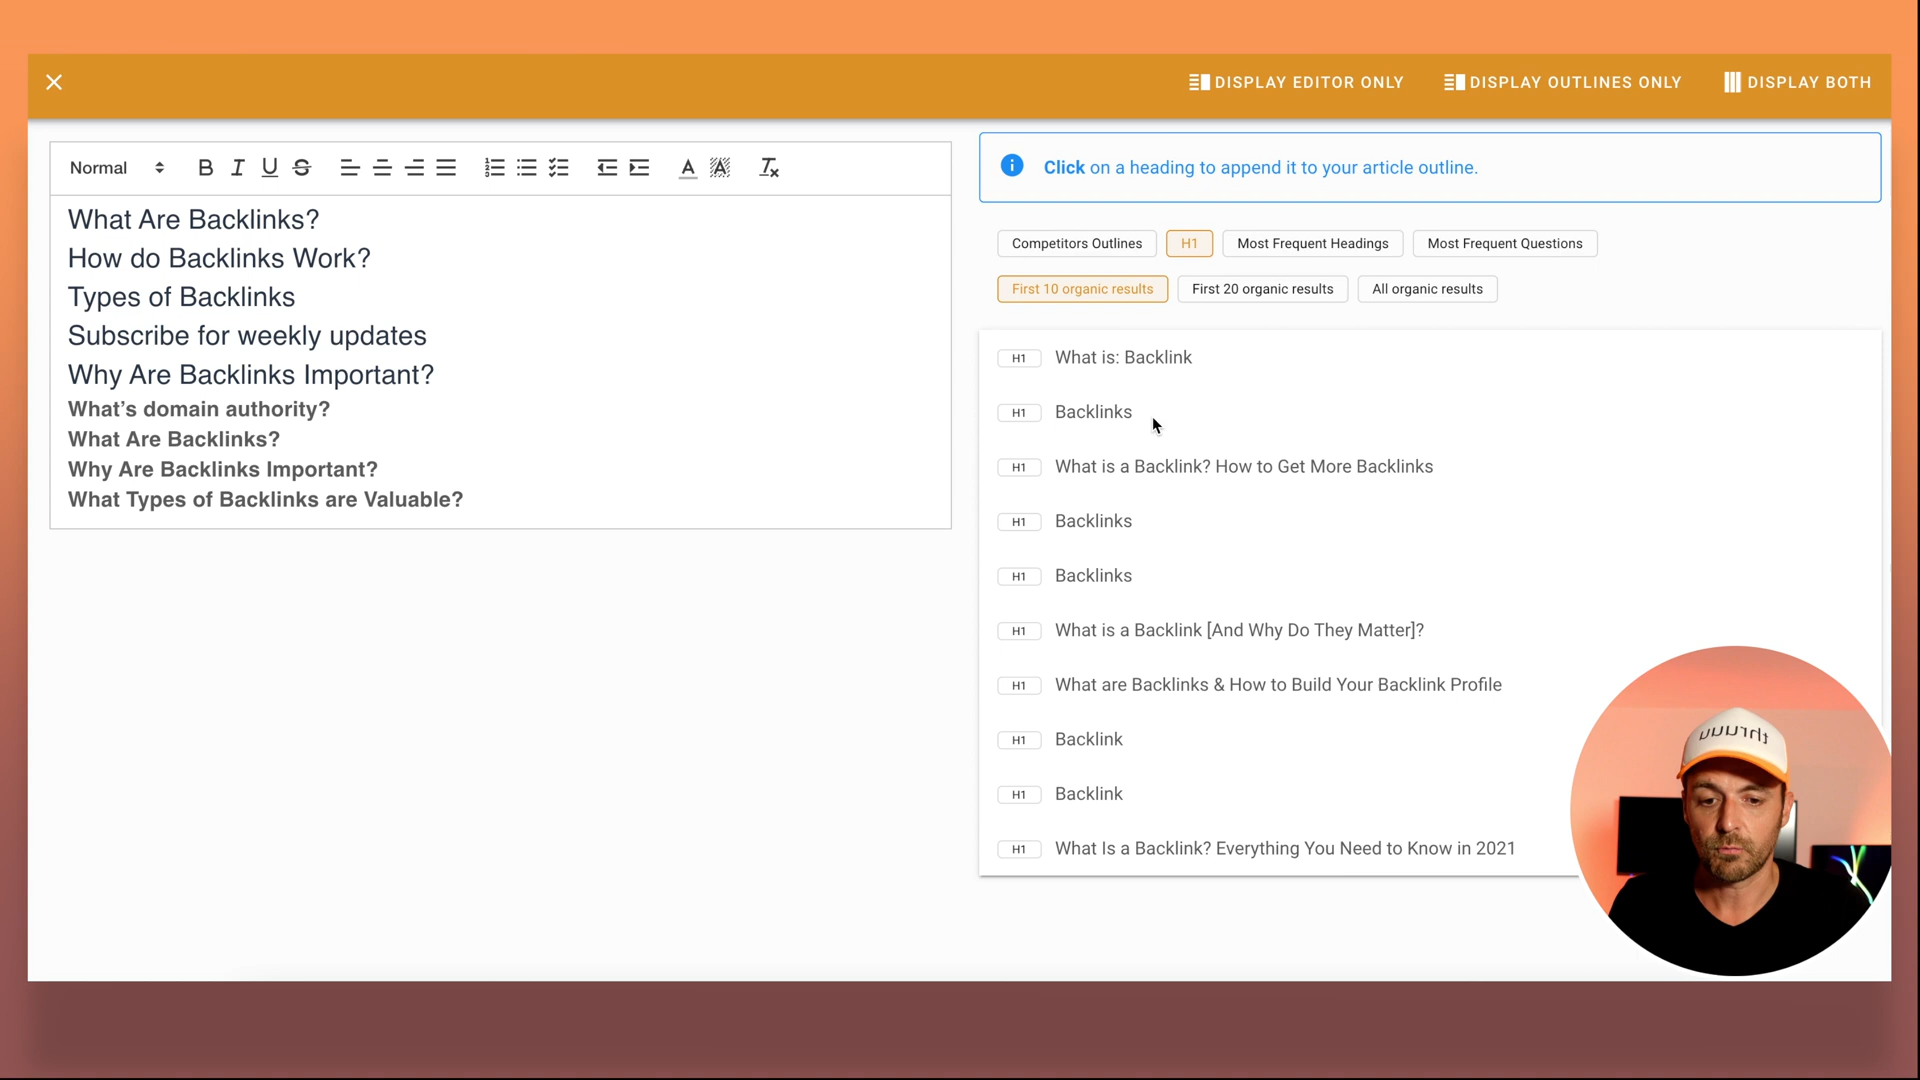 DISPLAY EDITOR ONLY
DISPLAY OUTLINES ONLY
DISPLAY BOTH
Normal
What Are Backlinks?
How do Backlinks Work?
Types of Backlinks
Subscribe for weekly updates
Why Are Backlinks Important?
What’s domain authority?
What Are Backlinks?
Why Are Backlinks Important?
What Types of Backlinks are Valuable?
Click on a heading to append it to your article outline.
Competitors Outlines
H1
Most Frequent Headings
Most Frequent Questions
First 10 organic results
First 20 organic results
All organic results
H1 What is: Backlink
H1 Backlinks
H1 What is a Backlink? How to Get More Backlinks
H1 Backlinks
H1 Backlinks
H1 What is a Backlink [And Why Do They Matter]?
H1 What are Backlinks & How to Build Your Backlink Profile
H1 Backlink
H1 Backlink
H1 What Is a Backlink? Everything You Need to Know in 2021
thruuu